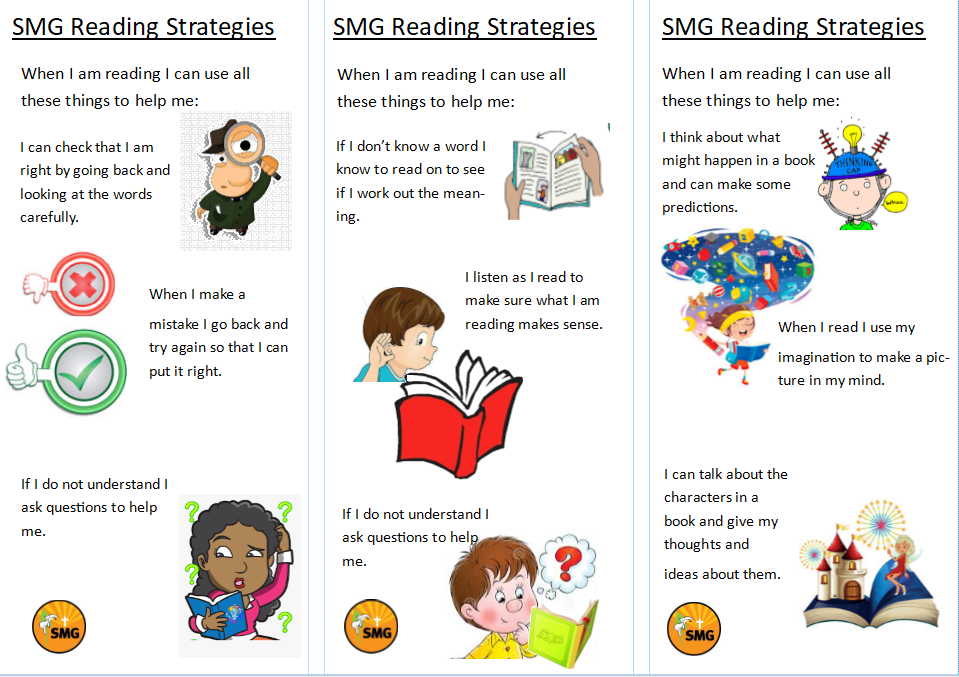 SMG Reading Strategies
When I am reading I can use all
these things to help me:
I can check that I am
right by going back and
looking at the words
carefully.
When I make a
mistake I go back and
try again so that I can
put it right.
If I do not understand I
ask questions to help
me.
SMG
SMG Reading Strategies
When I am reading I can use all
these things to help me:
If I don’t know a word I
know to read on to see
if I work out the mean-
ing.
I listen as I read to
make sure what I am
reading makes sense.
If I do not understand I
ask questions to help
me.
SMG
SMG Reading Strategies
When I am reading I can use all
these things to help me:
I think about what
might happen in a book
and can make some
predictions.
THINKING
CAP
When I read I use my
imagination to make a pic-
ture in my mind.
I can talk about the
characters in a
book and give my
thoughts and
ideas about them.
SMG